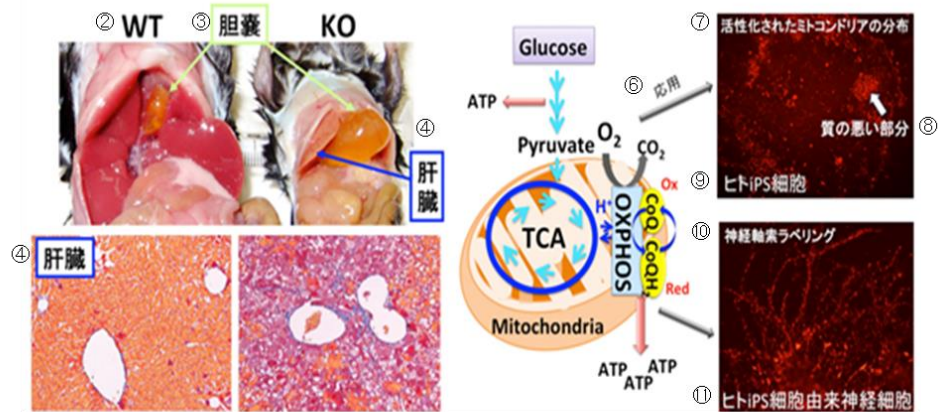 ② WT ③ 胆嚢 KO
④
肝臓
④ 肝臓
Glucose
ATP
Pyruvate
O₂
CO₂
⑥ 応用
TCA
H⁺
OXPHOS
Ox
CoQ
CoQH₂
Red
Mitochondria
ATP
ATP
ATP
⑦ 活性化されたミトコンドリアの分布
質の悪い部分 ⑧
⑨ ヒトiPS細胞
⑩ 神経軸索ラベリング
⑪ ヒトiPS細胞由来神経細胞